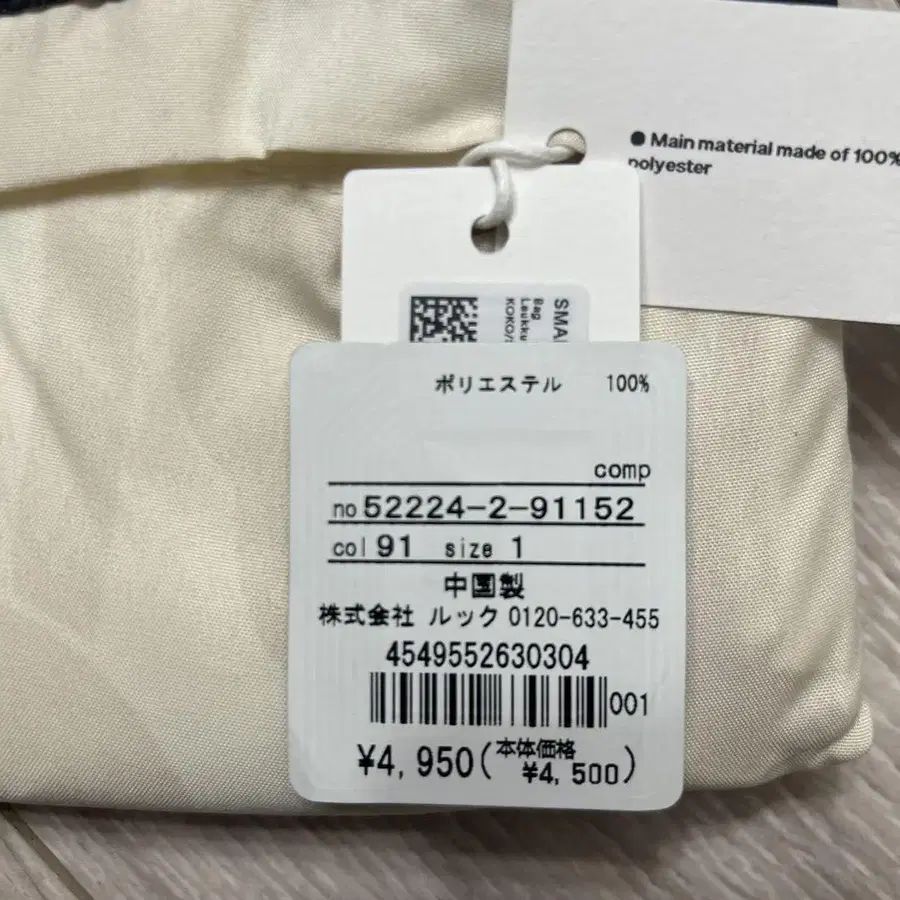 ● Main material made of 100%
polyester
SMA
Bag
KOKO/
ポリエステル 100%
comp
no 52224-2-91152
col 91 size 1
中国製
株式会社 ルック 0120-633-455
4549552630304
001
¥4,950(本体価格
¥4,500)